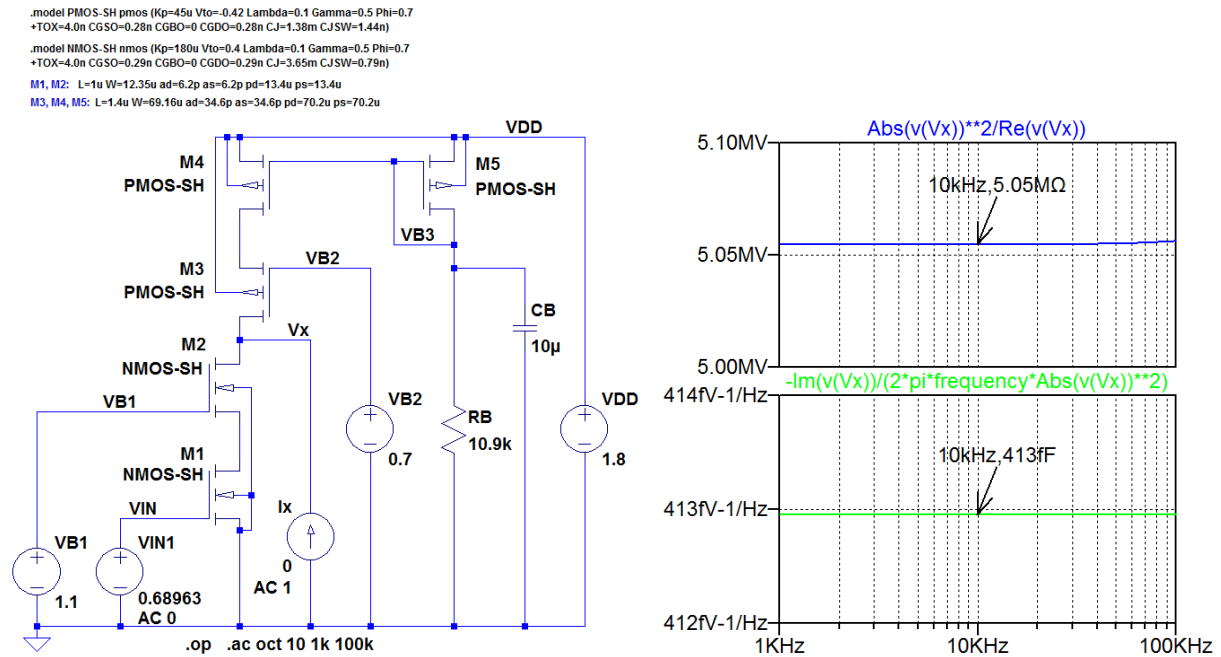 .model PMOS-SH pmos (Kp=45u Vto=-0.42 Lambda=0.1 Gamma=0.5 Phi=0.7
+TOX=4.0n CGSO=0.28n CGBO=0 CGDO=0.28n CJ=1.38m CJSW=1.44n)
.model NMOS-SH nmos (Kp=180u Vto=0.4 Lambda=0.1 Gamma=0.5 Phi=0.7
+TOX=4.0n CGSO=0.29n CGBO=0 CGDO=0.29n CJ=3.65m CJSW=0.79n)
M1, M2: L=1u W=12.35u ad=6.2p as=6.2p pd=13.4u ps=13.4u
M3, M4, M5: L=1.4u W=69.16u ad=34.6p as=34.6p pd=70.2u ps=70.2u
VDD
M4
PMOS-SH
M5
PMOS-SH
VB3
M3
PMOS-SH
VB2
Vx
CB
10µ
M2
NMOS-SH
VB1
VB2
0.7
RB
10.9k
VDD
1.8
M1
NMOS-SH
VIN
Ix
0
AC 1
VB1
1.1
VIN1
0.68963
AC 0
.op .ac oct 10 1k 100k
Abs(v(Vx))**2/Re(v(Vx))
5.10MV
10kHz,5.05MΩ
5.05MV
5.00MV
-Im(v(Vx))/(2*pi*frequency*Abs(v(Vx))**2)
414fV-1/Hz
10kHz,413fF
413fV-1/Hz
412fV-1/Hz
1KHz
10KHz
100KHz